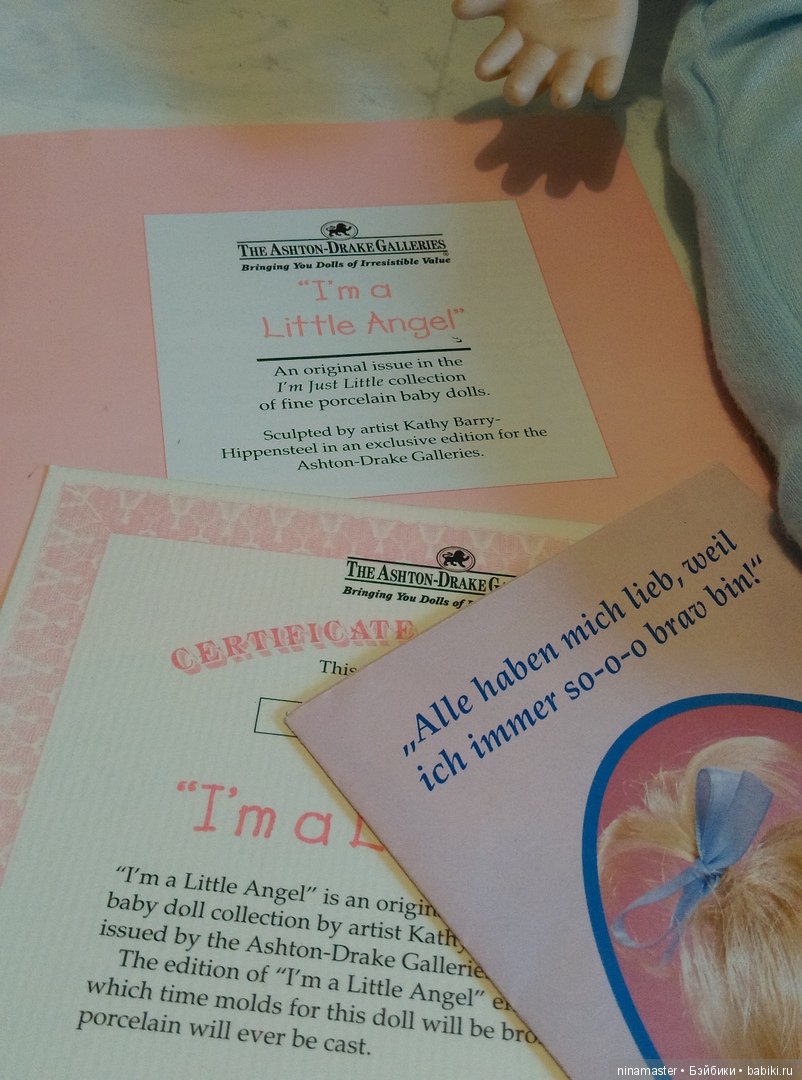 THE ASHTON-DRAKE GALLERIES
Bringing You Dolls of Irresistible Value
"I'm a
Little Angel"
An original issue in the
I'm Just Little collection
of fine porcelain baby dolls.
Sculpted by artist Kathy Barry-
Hippensteel in an exclusive edition for the
Ashton-Drake Galleries.
THE ASHTON-DRAKE
Bringing You Dolls of
CERTIFICATE
This
"I'm a L
"I'm a Little Angel" is an origin
baby doll collection by artist Kathy
issued by the Ashton-Drake Gallerie
The edition of "I'm a Little Angel" e
which time molds for this doll will be bro
porcelain will ever be cast.
„Alle haben mich lieb, weil
ich immer so-o-o brav bin!“
ninamaster • Бэйбики • babiki.ru